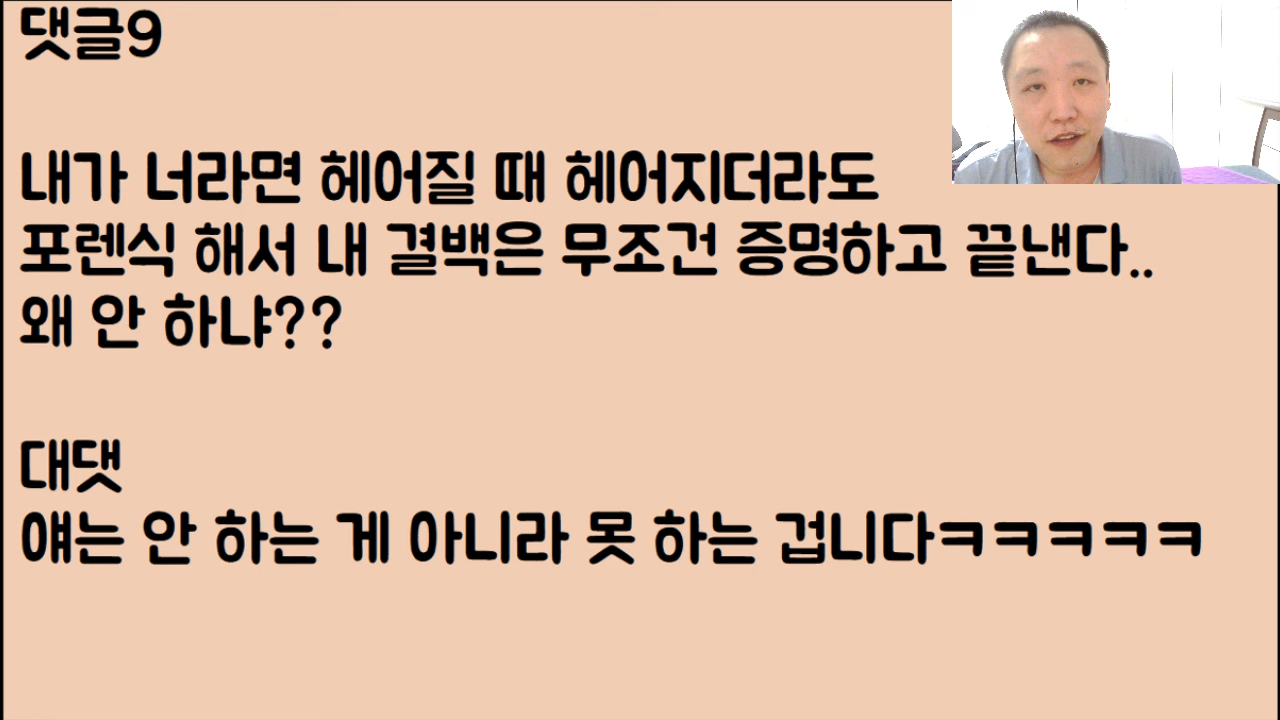 댓글9
내가 너라면 헤어질 때 헤어지더라도
포렌식 해서 내 결백은 무조건 증명하고 끝낸다..
왜 안 하냐??
대댓
얘는 안 하는 게 아니라 못 하는 겁니다ㅋㅋㅋㅋㅋ